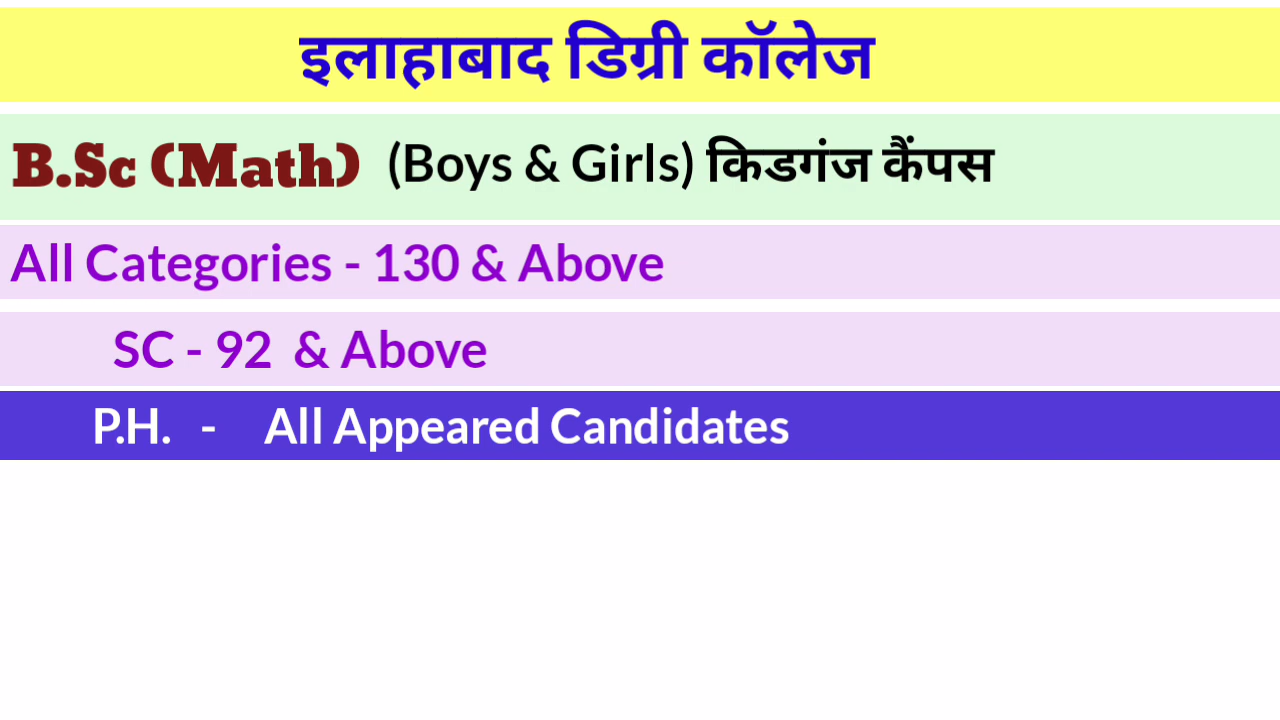 इलाहाबाद डिग्री कॉलेज
B.Sc (Math) (Boys & Girls) किडगंज कैंपस
All Categories - 130 & Above
SC - 92 & Above
P.H. - All Appeared Candidates